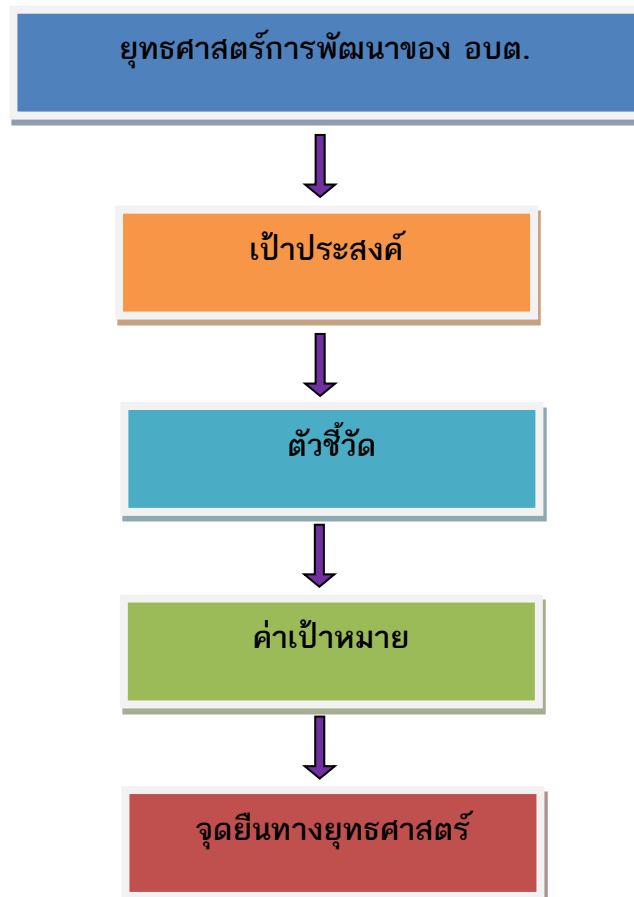 ยุทธศาสตร์การพัฒนาของ อบต.
เป้าประสงค์
ตัวชี้วัด
ค่าเป้าหมาย
จุดยืนทางยุทธศาสตร์